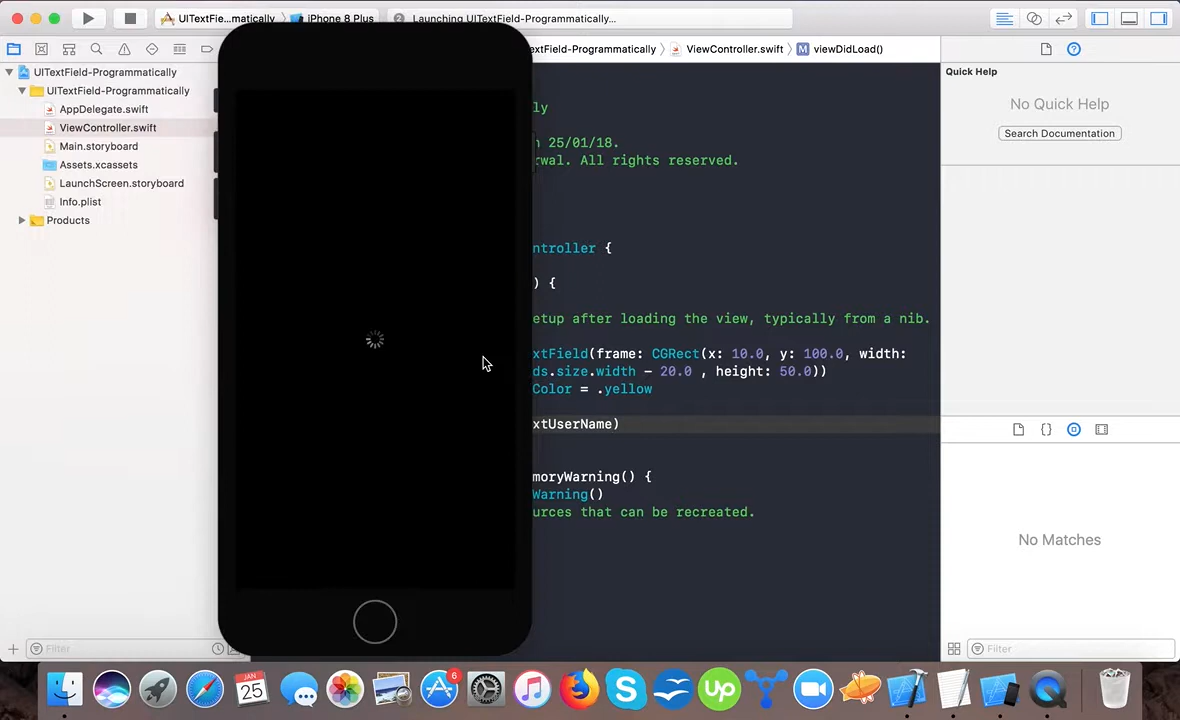 UITextFie...matically
iPhone 8 Plus
2
Launching UITextField-Programmatically...
xtField-Programmatically
ViewController.swift
M
viewDidLoad()
UITextField-Programmatically
UITextField-Programmatically
AppDelegate.swift
ViewController.swift
Main.storyboard
Assets.xcassets
LaunchScreen.storyboard
Info.plist
Products
ly
n 25/01/18.
rwal. All rights reserved.
ntroller {
) {
etup after loading the view, typically from a nib.
xtField(frame: CGRect(x: 10.0, y: 100.0, width:
ds.size.width - 20.0 , height: 50.0))
Color = .yellow
xtUserName)
moryWarning() {
Warning()
urces that can be recreated.
Quick Help
No Quick Help
Search Documentation
{}
No Matches
Filter
Filter
JAN
25
6
S
Up